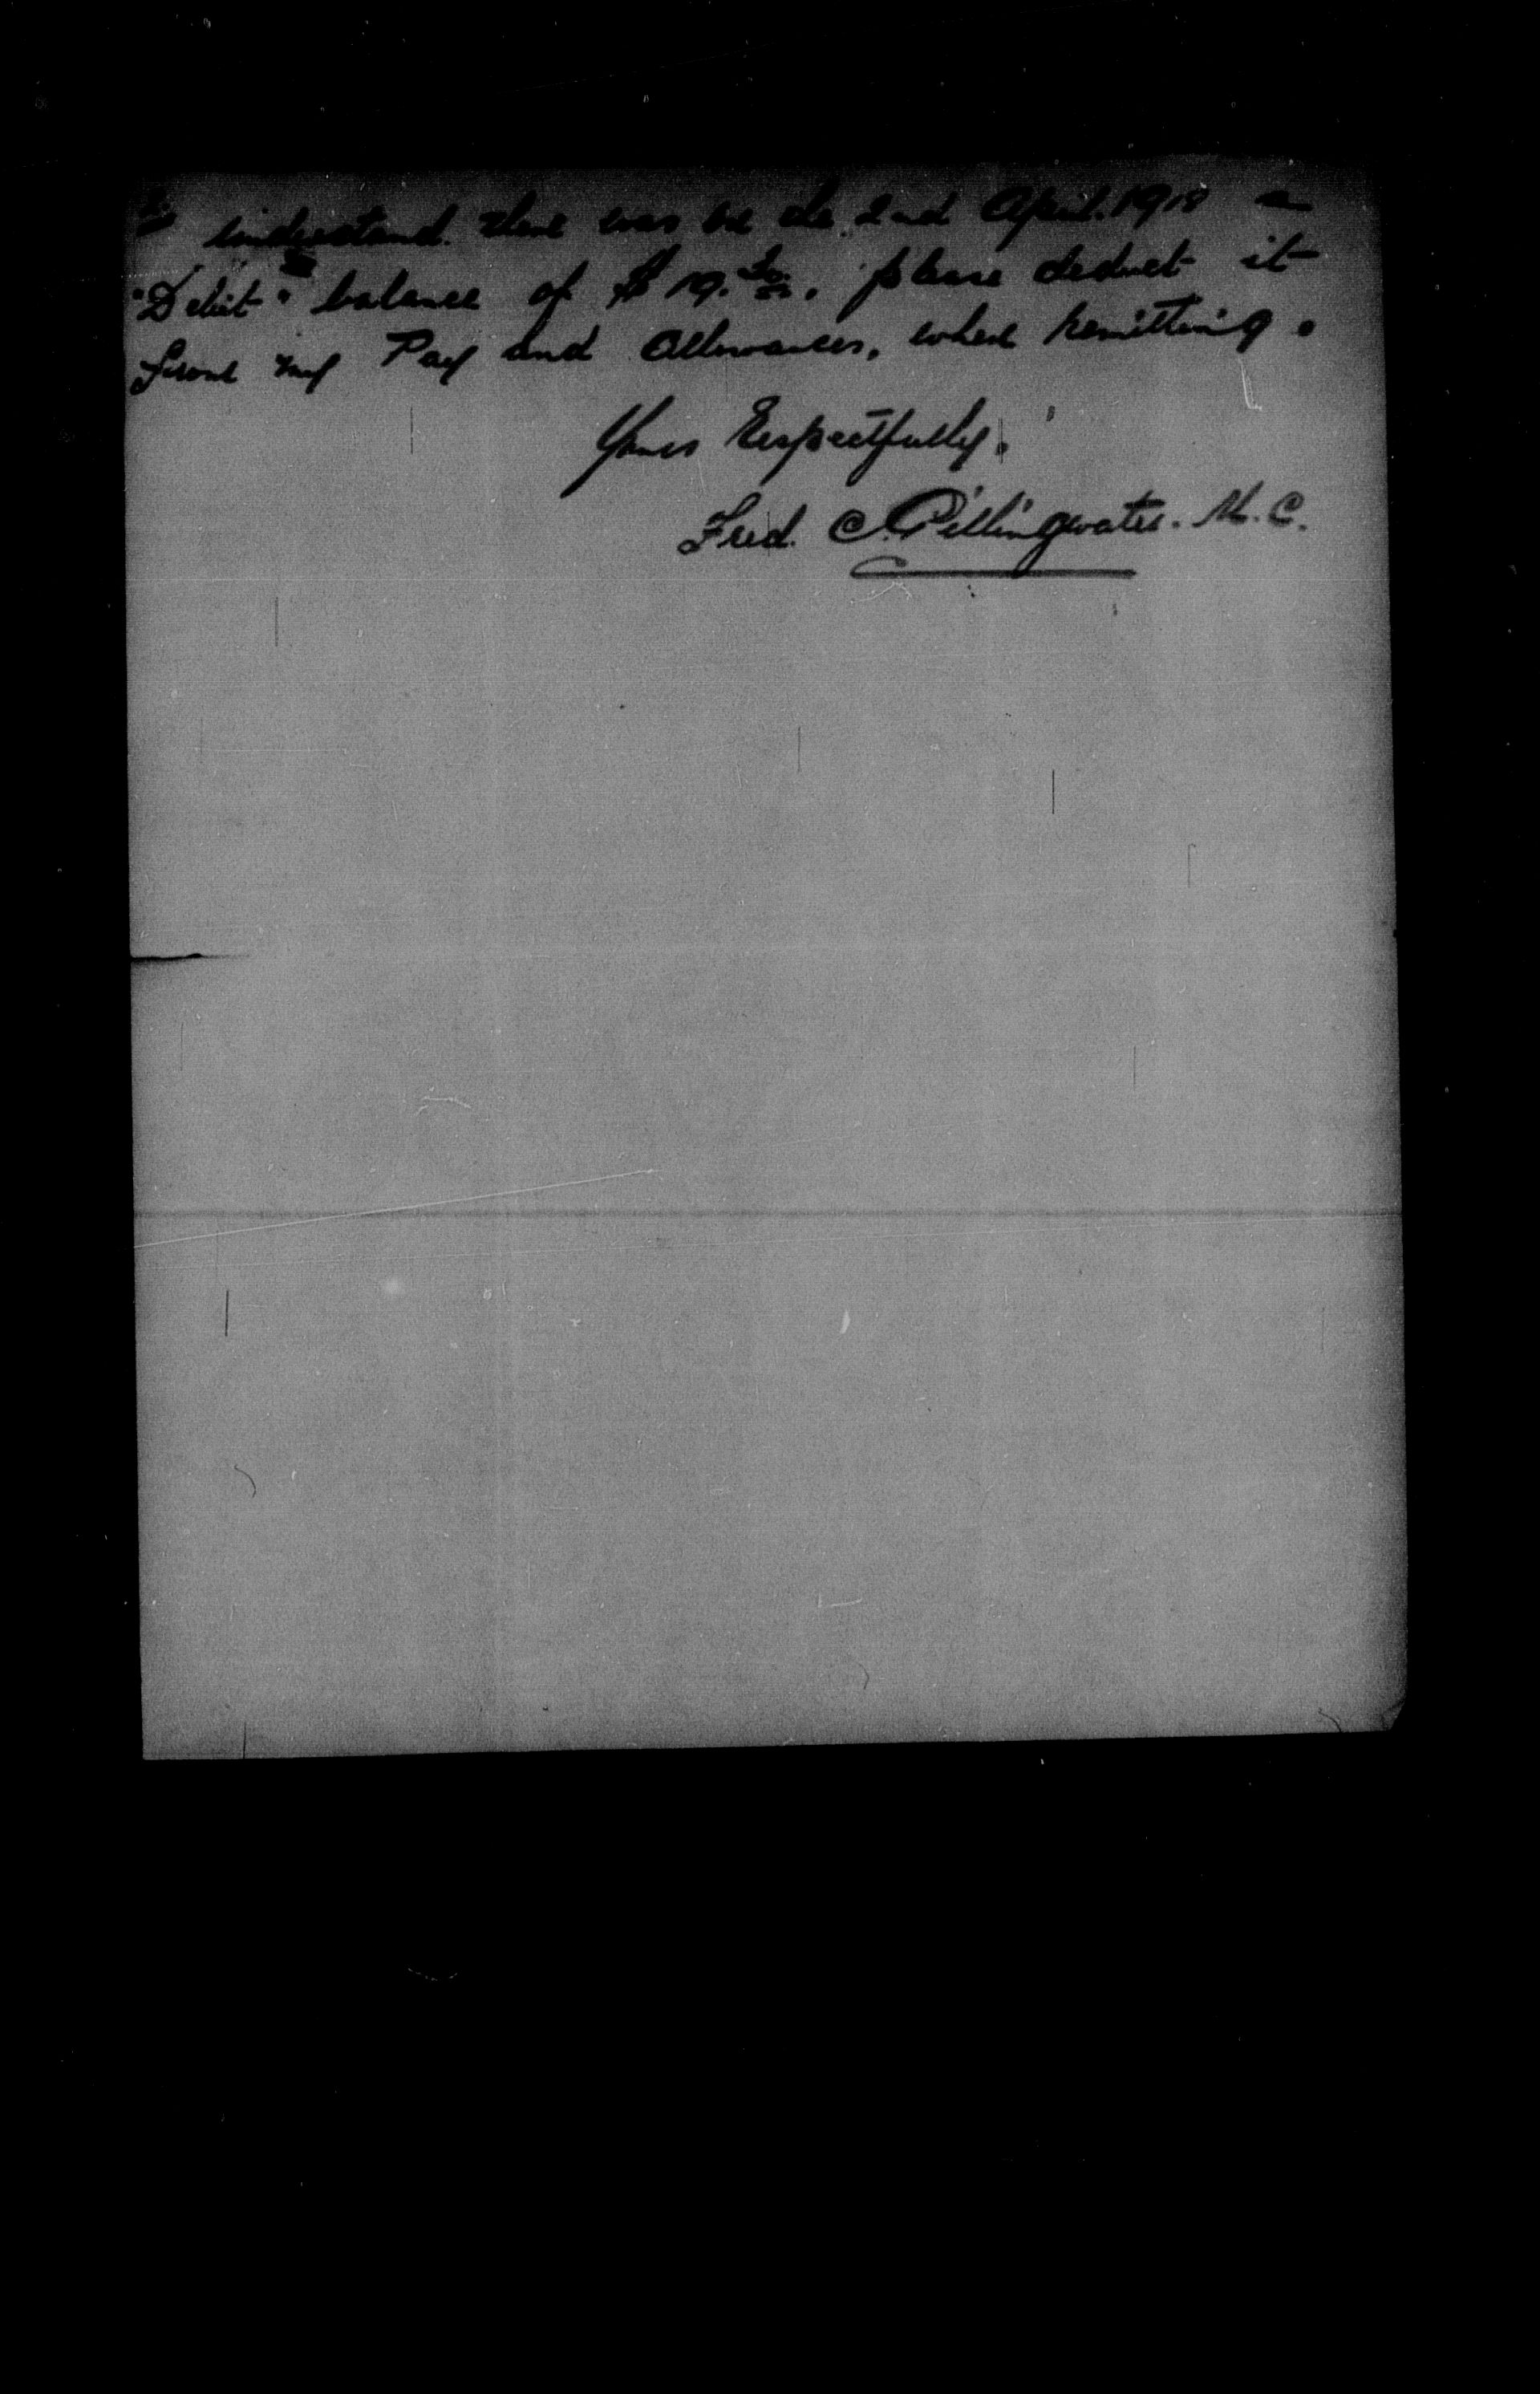 I understand there was on the 2nd April. 1918 a
"Debit" balance of $19. please deduct it
from my Pay and Allowances, when remitting.
Yours Respectfully.
Fred. C. Pillingwater. M. C.